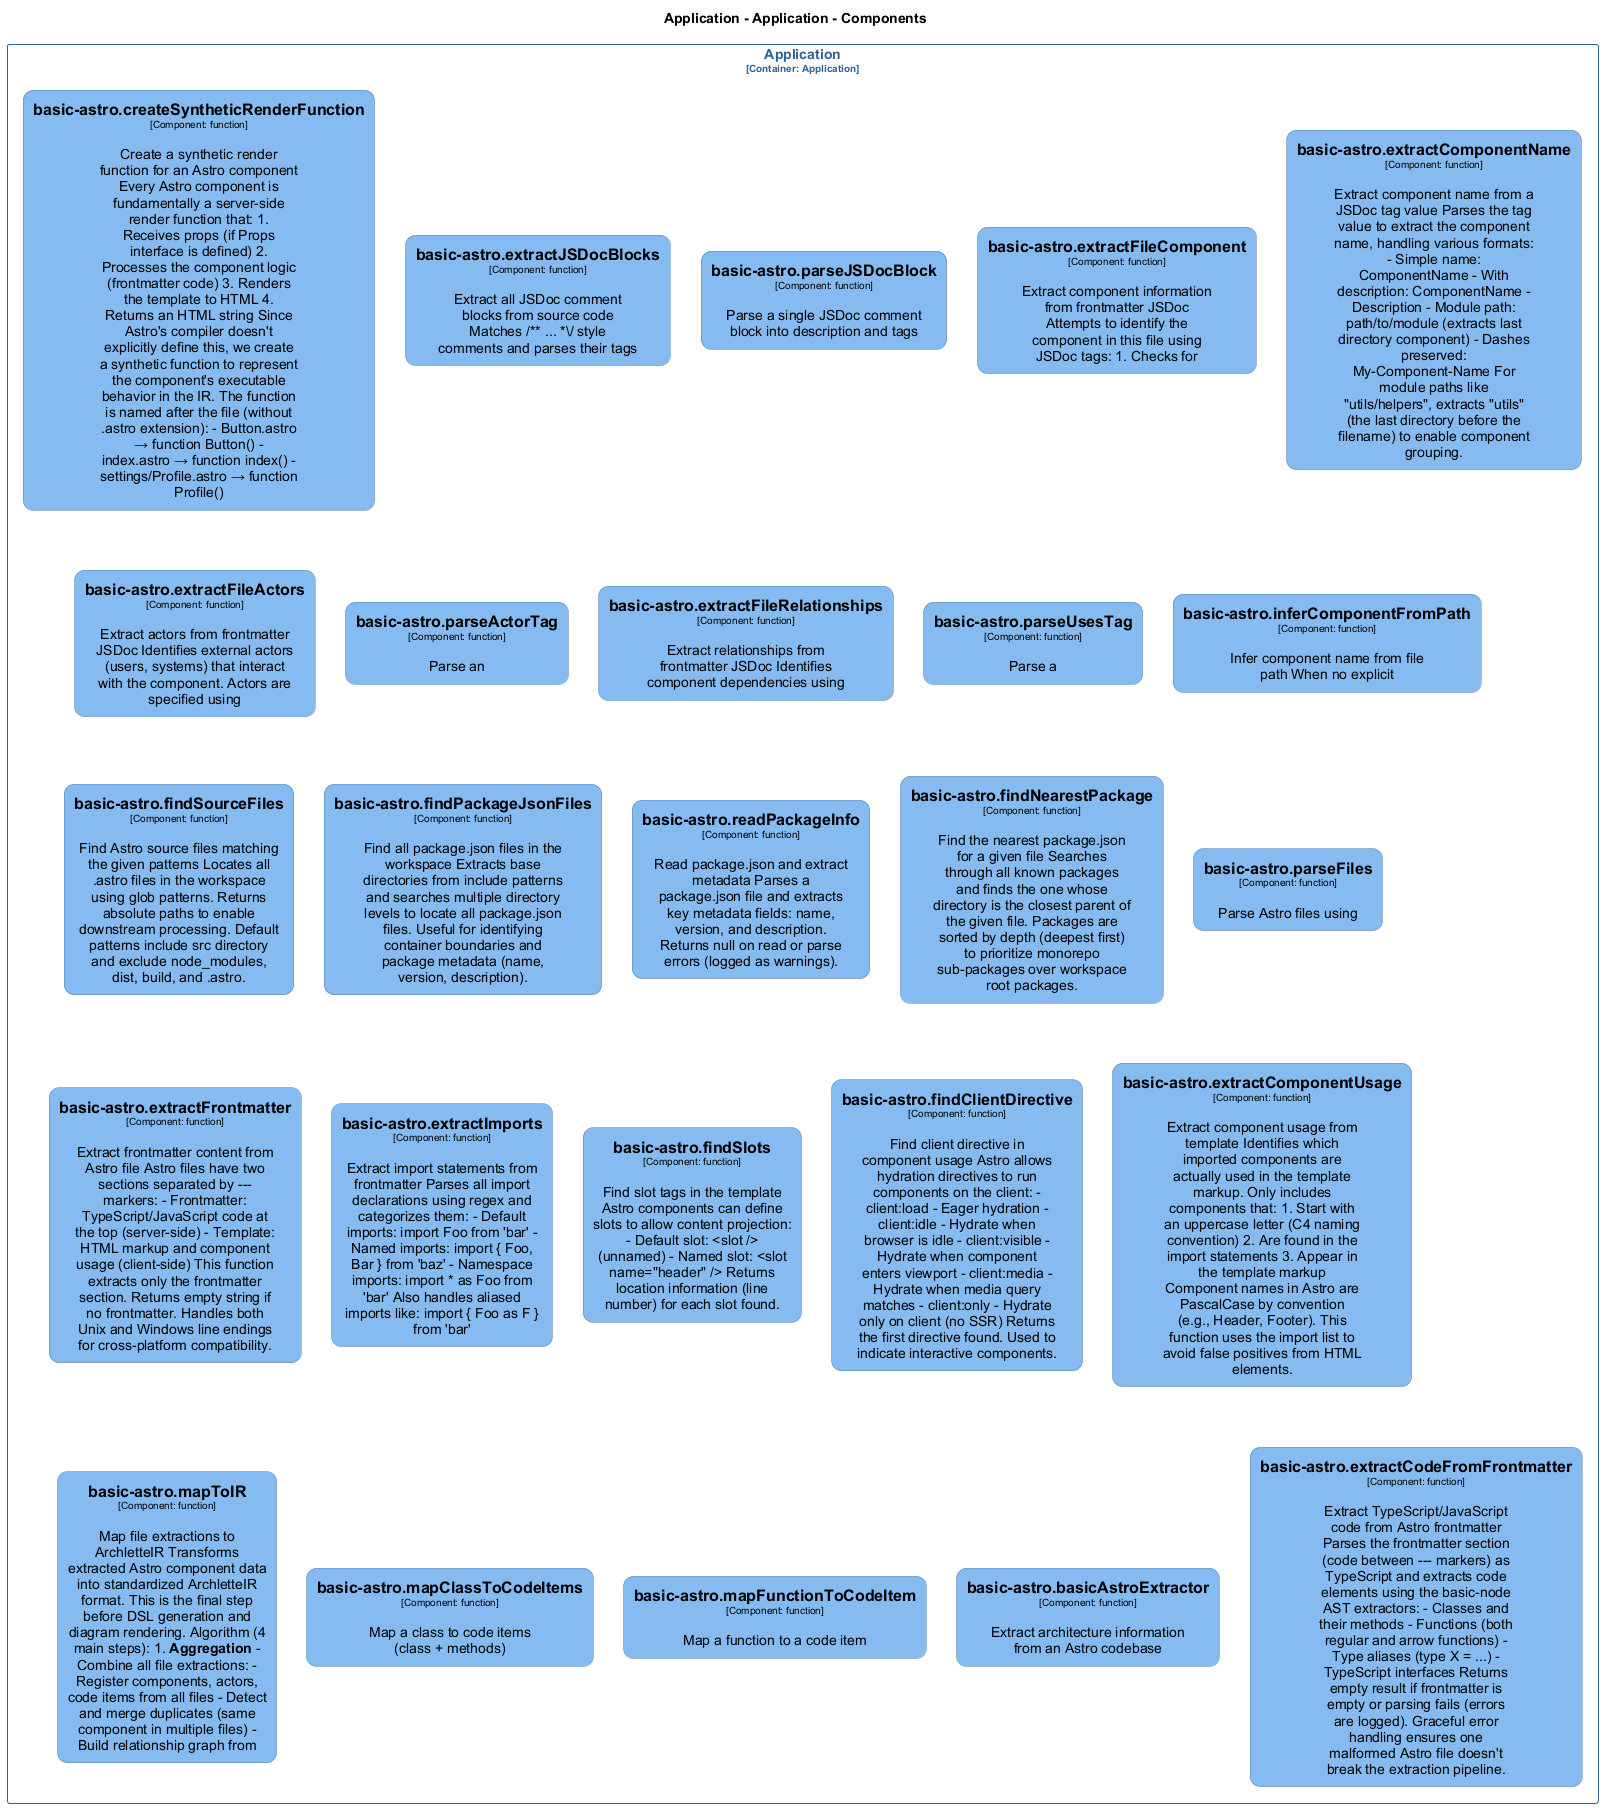 Application - Application - Components
Application
[Container: Application]
basic-astro.createSyntheticRenderFunction
[Component: function]
Create a synthetic render
function for an Astro component
Every Astro component is
fundamentally a server-side
render function that: 1.
Receives props (if Props
interface is defined) 2.
Processes the component logic
(frontmatter code) 3. Renders
the template to HTML 4.
Returns an HTML string Since
Astro's compiler doesn't
explicitly define this, we create
a synthetic function to represent
the component's executable
behavior in the IR. The function
is named after the file (without
.astro extension): - Button.astro
→ function Button() -
index.astro → function index() -
settings/Profile.astro → function
Profile()
basic-astro.extractJSDocBlocks
[Component: function]
Extract all JSDoc comment
blocks from source code
Matches /** ... *\/ style
comments and parses their tags
basic-astro.parseJSDocBlock
[Component: function]
Parse a single JSDoc comment
block into description and tags
basic-astro.extractFileComponent
[Component: function]
Extract component information
from frontmatter JSDoc
Attempts to identify the
component in this file using
JSDoc tags: 1. Checks for
basic-astro.extractComponentName
[Component: function]
Extract component name from a
JSDoc tag value Parses the tag
value to extract the component
name, handling various formats:
- Simple name:
ComponentName - With
description: ComponentName -
Description - Module path:
path/to/module (extracts last
directory component) - Dashes
preserved:
My-Component-Name For
module paths like
"utils/helpers", extracts "utils"
(the last directory before the
filename) to enable component
grouping.
basic-astro.extractFileActors
[Component: function]
Extract actors from frontmatter
JSDoc Identifies external actors
(users, systems) that interact
with the component. Actors are
specified using
basic-astro.parseActorTag
[Component: function]
Parse an
basic-astro.extractFileRelationships
[Component: function]
Extract relationships from
frontmatter JSDoc Identifies
component dependencies using
basic-astro.parseUsesTag
[Component: function]
Parse a
basic-astro.inferComponentFromPath
[Component: function]
Infer component name from file
path When no explicit
basic-astro.findSourceFiles
[Component: function]
Find Astro source files matching
the given patterns Locates all
.astro files in the workspace
using glob patterns. Returns
absolute paths to enable
downstream processing. Default
patterns include src directory
and exclude node_modules,
dist, build, and .astro.
basic-astro.findPackageJsonFiles
[Component: function]
Find all package.json files in the
workspace Extracts base
directories from include patterns
and searches multiple directory
levels to locate all package.json
files. Useful for identifying
container boundaries and
package metadata (name,
version, description).
basic-astro.readPackageInfo
[Component: function]
Read package.json and extract
metadata Parses a
package.json file and extracts
key metadata fields: name,
version, and description.
Returns null on read or parse
errors (logged as warnings).
basic-astro.findNearestPackage
[Component: function]
Find the nearest package.json
for a given file Searches
through all known packages
and finds the one whose
directory is the closest parent of
the given file. Packages are
sorted by depth (deepest first)
to prioritize monorepo
sub-packages over workspace
root packages.
basic-astro.parseFiles
[Component: function]
Parse Astro files using
basic-astro.extractFrontmatter
[Component: function]
Extract frontmatter content from
Astro file Astro files have two
sections separated by ---
markers: - Frontmatter:
TypeScript/JavaScript code at
the top (server-side) - Template:
HTML markup and component
usage (client-side) This function
extracts only the frontmatter
section. Returns empty string if
no frontmatter. Handles both
Unix and Windows line endings
for cross-platform compatibility.
basic-astro.extractImports
[Component: function]
Extract import statements from
frontmatter Parses all import
declarations using regex and
categorizes them: - Default
imports: import Foo from 'bar' -
Named imports: import { Foo,
Bar } from 'baz' - Namespace
imports: import * as Foo from
'bar' Also handles aliased
imports like: import { Foo as F }
from 'bar'
basic-astro.findSlots
[Component: function]
Find slot tags in the template
Astro components can define
slots to allow content projection:
- Default slot: <slot />
(unnamed) - Named slot: <slot
name="header" /> Returns
location information (line
number) for each slot found.
basic-astro.findClientDirective
[Component: function]
Find client directive in
component usage Astro allows
hydration directives to run
components on the client: -
client:load - Eager hydration -
client:idle - Hydrate when
browser is idle - client:visible -
Hydrate when component
enters viewport - client:media -
Hydrate when media query
matches - client:only - Hydrate
only on client (no SSR) Returns
the first directive found. Used to
indicate interactive components.
basic-astro.extractComponentUsage
[Component: function]
Extract component usage from
template Identifies which
imported components are
actually used in the template
markup. Only includes
components that: 1. Start with
an uppercase letter (C4 naming
convention) 2. Are found in the
import statements 3. Appear in
the template markup
Component names in Astro are
PascalCase by convention
(e.g., Header, Footer). This
function uses the import list to
avoid false positives from HTML
elements.
basic-astro.mapToIR
[Component: function]
Map file extractions to
ArchletteIR Transforms
extracted Astro component data
into standardized ArchletteIR
format. This is the final step
before DSL generation and
diagram rendering. Algorithm (4
main steps): 1. Aggregation -
Combine all file extractions: -
Register components, actors,
code items from all files - Detect
and merge duplicates (same
component in multiple files) -
Build relationship graph from
basic-astro.mapClassToCodeItems
[Component: function]
Map a class to code items
(class + methods)
basic-astro.mapFunctionToCodeItem
[Component: function]
Map a function to a code item
basic-astro.basicAstroExtractor
[Component: function]
Extract architecture information
from an Astro codebase
basic-astro.extractCodeFromFrontmatter
[Component: function]
Extract TypeScript/JavaScript
code from Astro frontmatter
Parses the frontmatter section
(code between --- markers) as
TypeScript and extracts code
elements using the basic-node
AST extractors: - Classes and
their methods - Functions (both
regular and arrow functions) -
Type aliases (type X = ...) -
TypeScript interfaces Returns
empty result if frontmatter is
empty or parsing fails (errors
are logged). Graceful error
handling ensures one
malformed Astro file doesn't
break the extraction pipeline.